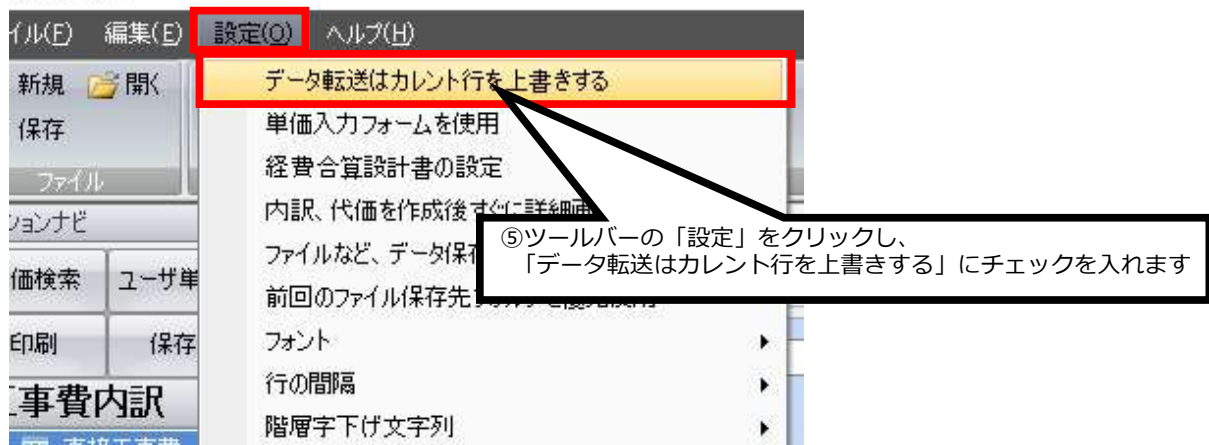 イル(F) 編集(E) 設定(O) ヘルプ(H)
新規 開く
保存
ファイル
データ転送はカレント行を上書きする
単価入力フォームを使用
経費合算設計書の設定
内訳、代価を作成後すぐに詳細画
ファイルなど、データ保存
前回のファイル保存先
フォント
行の間隔
階層字下げ文字列
ションナビ
価検索 ユーザ単
印刷 保存
工事費内訳
直接工事費
⑤ツールバーの「設定」をクリックし、
「データ転送はカレント行を上書きする」にチェックを入れます